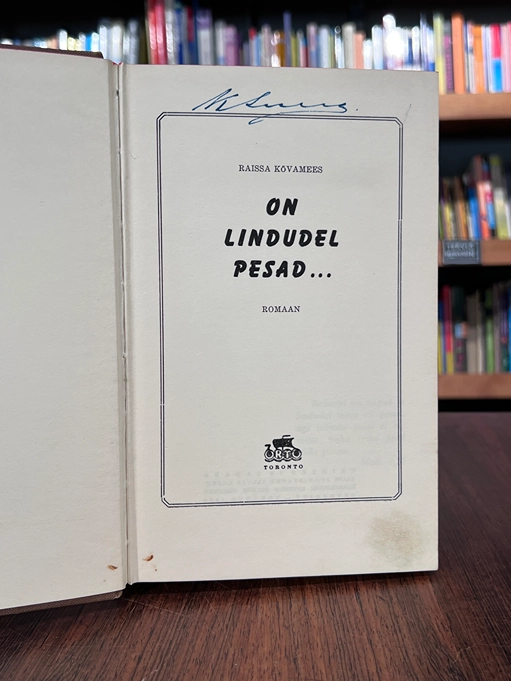 RAISSA KÕVAMEES
ON
LINDUDEL
PESAD...
ROMAAN
ORTO
TORONTO